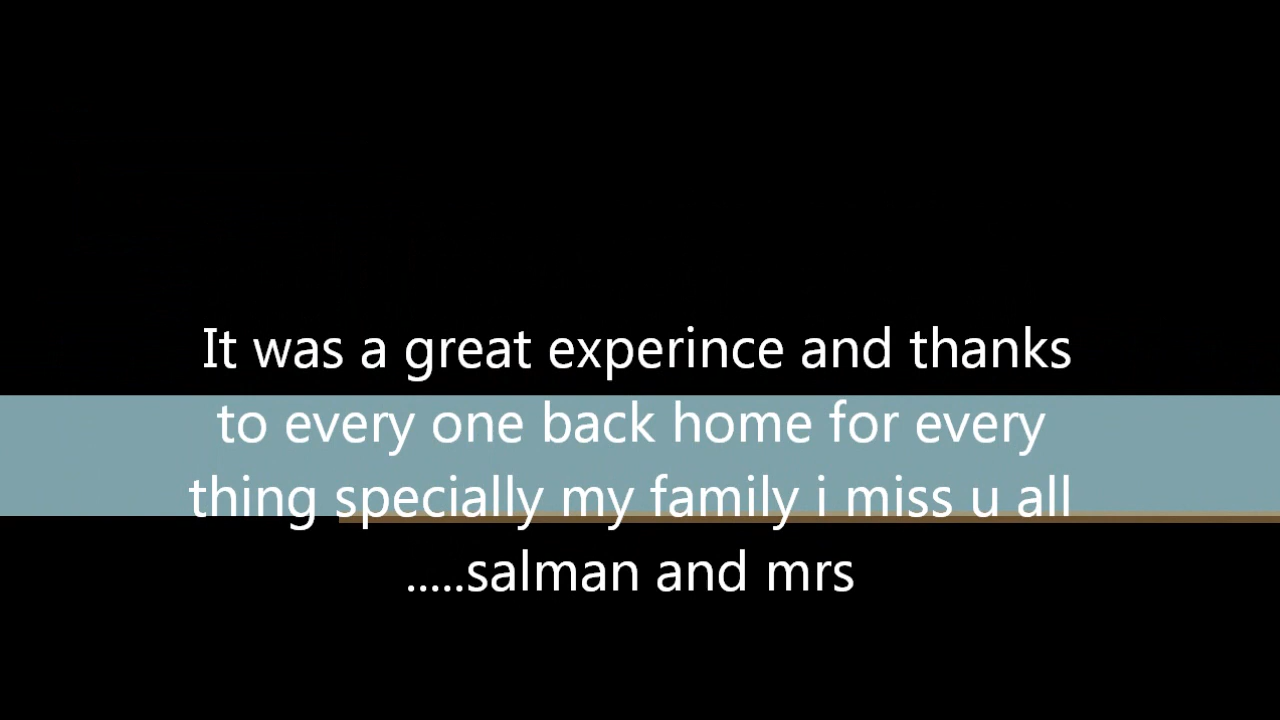 It was a great experince and thanks
to every one back home for every
thing specially my family i miss u all
.....salman and mrs